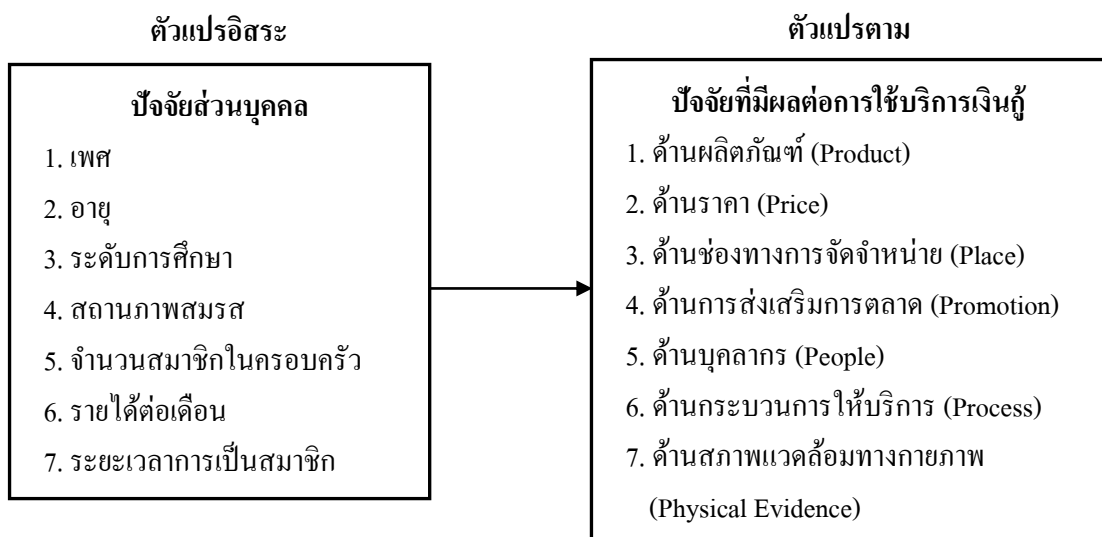 ตัวแปรอิสระ
ปัจจัยส่วนบุคคล
1. เพศ
2. อายุ
3. ระดับการศึกษา
4. สถานภาพสมรส
5. จำนวนสมาชิกในครอบครัว
6. รายได้ต่อเดือน
7. ระยะเวลาการเป็นสมาชิก
ตัวแปรตาม
ปัจจัยที่มีผลต่อการใช้บริการเงินกู้
1. ด้านผลิตภัณฑ์ (Product)
2. ด้านราคา (Price)
3. ด้านช่องทางการจัดจำหน่าย (Place)
4. ด้านการส่งเสริมการตลาด (Promotion)
5. ด้านบุคลากร (People)
6. ด้านกระบวนการให้บริการ (Process)
7. ด้านสภาพแวดล้อมทางกายภาพ
(Physical Evidence)